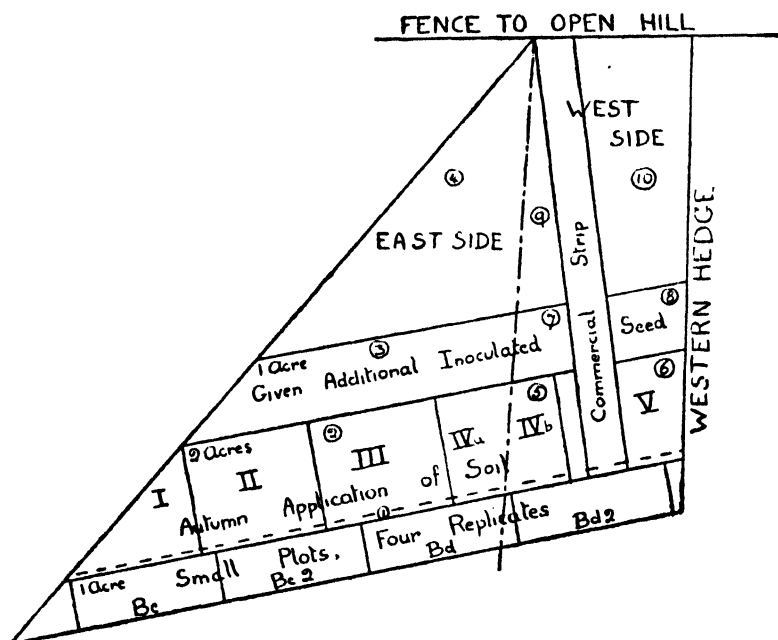 FENCE TO OPEN HILL
WEST
SIDE
④
⑩
⑨
EAST SIDE
Strip
WESTERN HEDGE
⑧
⑦
Seed
③
1 Acre
Given Additional Inoculated
Commercial
⑥
⑤
V
②
2 Acres
IVa
IVb
III
II
I
Autumn Application of Soil
①
Small Plots, Four Replicates
1 Acre
Bc
Bc 2
Bd
Bd2